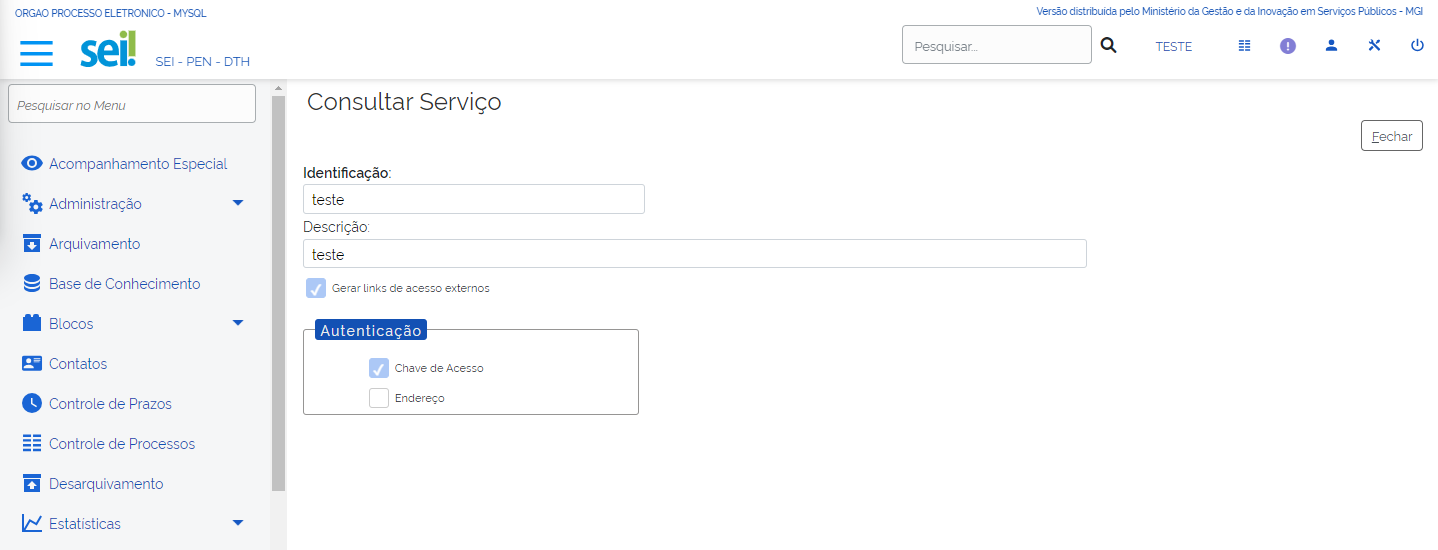 ORGAO PROCESSO ELETRONICO - MYSQL
Versão distribuída pelo Ministério da Gestão e da Inovação em Serviços Públicos - MGI
sei!
SEI - PEN - DTH
Pesquisar...
TESTE
Pesquisar no Menu
Acompanhamento Especial
Administração
Arquivamento
Base de Conhecimento
Blocos
Contatos
Controle de Prazos
Controle de Processos
Desarquivamento
Estatísticas
Consultar Serviço
Fechar
Identificação:
teste
Descrição:
teste
Gerar links de acesso externos
Autenticação
Chave de Acesso
Endereço